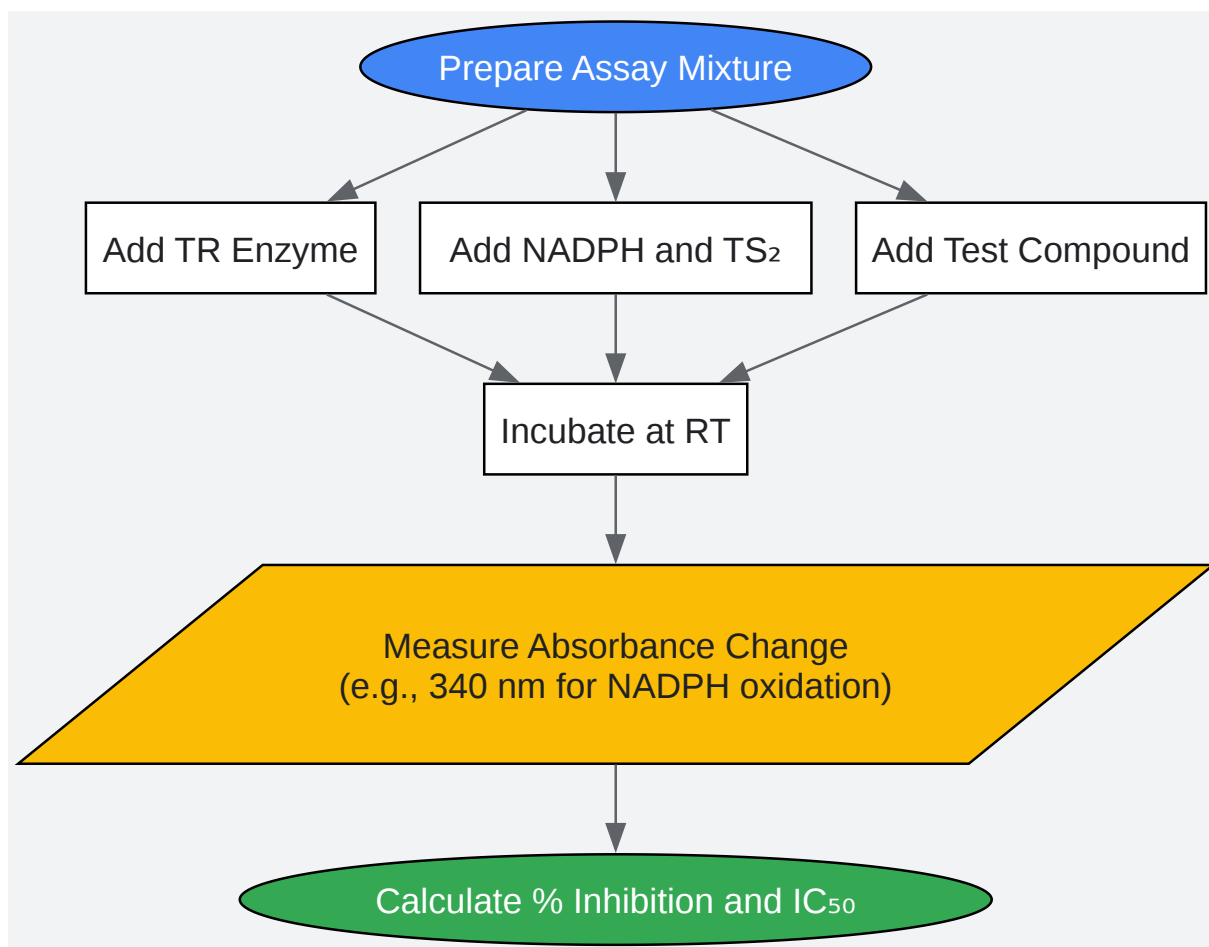 Prepare Assay Mixture
Add TR Enzyme
Add NADPH and TS₂
Add Test Compound
Incubate at RT
Measure Absorbance Change
(e.g., 340 nm for NADPH oxidation)
Calculate % Inhibition and IC₅₀